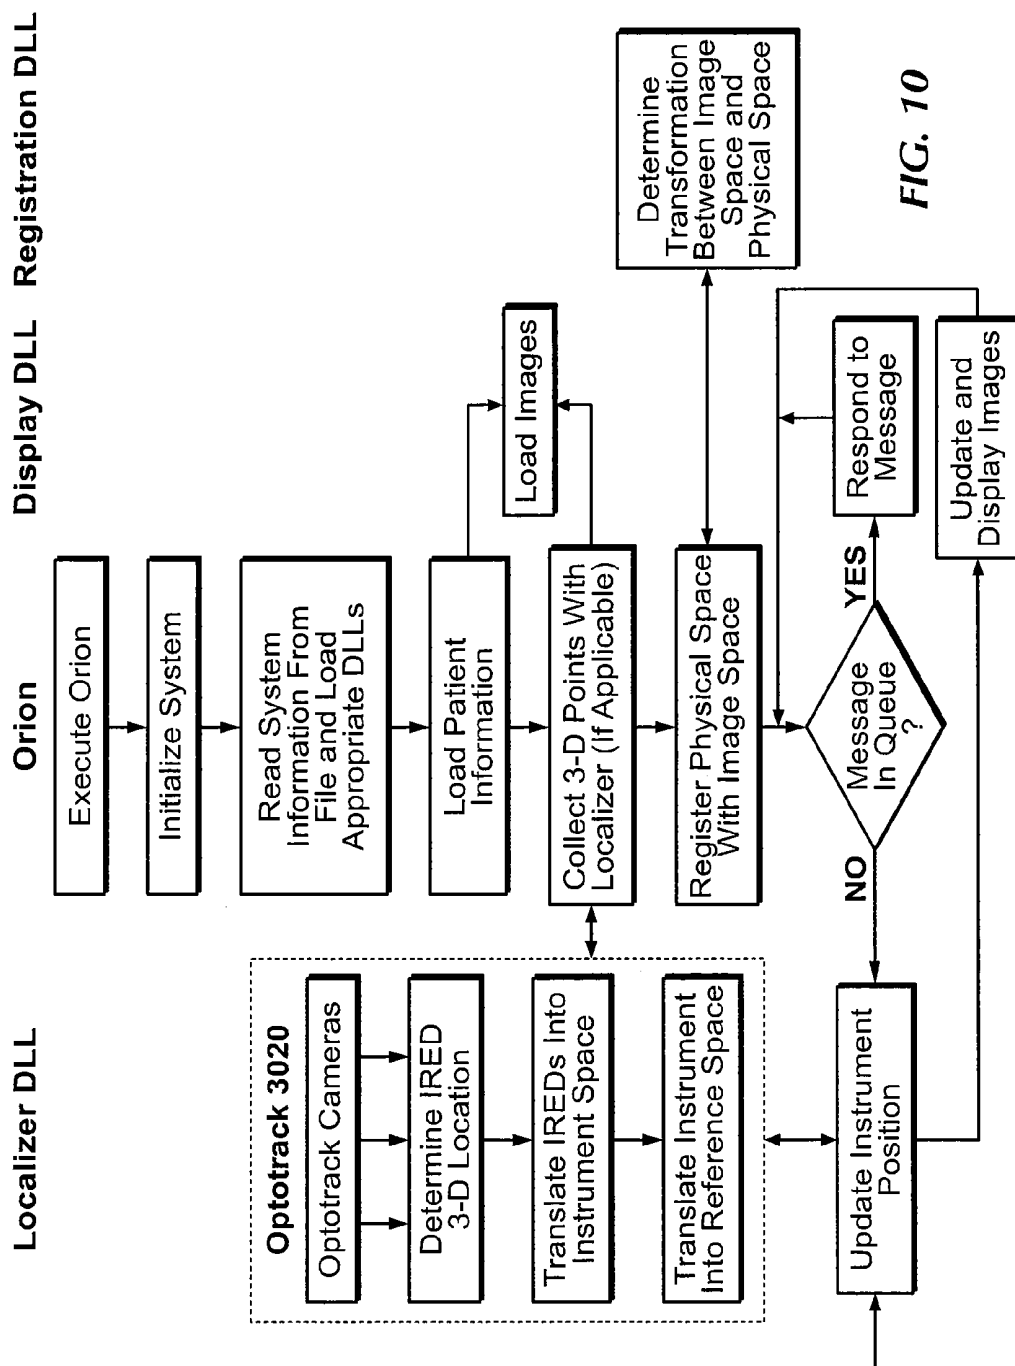 Localizer DLL
Orion
Display DLL
Registration DLL
Execute Orion
Initialize System
Read System
Information From
File and Load
Appropriate DLLs
Load Patient
Information
Load Images
Optotrack 3020
Optotrack Cameras
Determine IRED
3-D Location
Translate IREDs Into
Instrument Space
Translate Instrument
Into Reference Space
Collect 3-D Points With
Localizer (If Applicable)
Register Physical Space
With Image Space
Determine
Transformation
Between Image
Space and
Physical Space
Message
In Queue
?
NO
YES
Respond to
Message
Update Instrument
Position
Update and
Display Images
FIG. 10